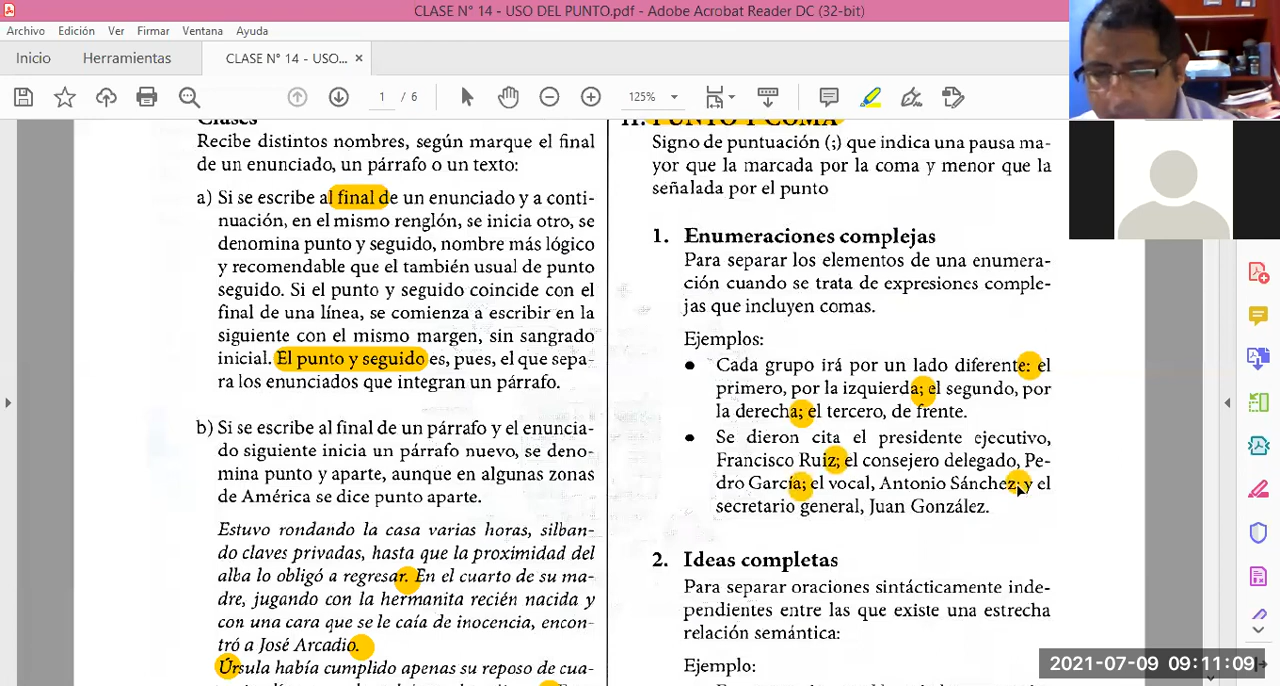 CLASE N° 14 - USO DEL PUNTO.pdf - Adobe Acrobat Reader DC (32-bit)
Archivo Edición Ver Firmar Ventana Ayuda
Inicio Herramientas CLASE N° 14 - USO... ×
1 / 6 125%
Clases
Recibe distintos nombres, según marque el final
de un enunciado, un párrafo o un texto:
a) Si se escribe al final de un enunciado y a conti-
nuación, en el mismo renglón, se inicia otro, se
denomina punto y seguido, nombre más lógico
y recomendable que el también usual de punto
seguido. Si el punto y seguido coincide con el
final de una línea, se comienza a escribir en la
siguiente con el mismo margen, sin sangrado
inicial. El punto y seguido es, pues, el que sepa-
ra los enunciados que integran un párrafo.
b) Si se escribe al final de un párrafo y el enuncia-
do siguiente inicia un párrafo nuevo, se deno-
mina punto y aparte, aunque en algunas zonas
de América se dice punto aparte.
Estuvo rondando la casa varias horas, silban-
do claves privadas, hasta que la proximidad del
alba lo obligó a regresar. En el cuarto de su ma-
dre, jugando con la hermanita recién nacida y
con una cara que se le caía de inocencia, encon-
tró a José Arcadio.
Úrsula había cumplido apenas su reposo de cua-
II. PUNTO Y COMA
Signo de puntuación (;) que indica una pausa ma-
yor que la marcada por la coma y menor que la
señalada por el punto
1. Enumeraciones complejas
Para separar los elementos de una enumera-
ción cuando se trata de expresiones comple-
jas que incluyen comas.
Ejemplos:
• Cada grupo irá por un lado diferente: el
primero, por la izquierda; el segundo, por
la derecha; el tercero, de frente.
• Se dieron cita el presidente ejecutivo,
Francisco Ruiz; el consejero delegado, Pe-
dro García; el vocal, Antonio Sánchez; y el
secretario general, Juan González.
2. Ideas completas
Para separar oraciones sintácticamente inde-
pendientes entre las que existe una estrecha
relación semántica:
Ejemplo:
2021-07-09 09:11:09